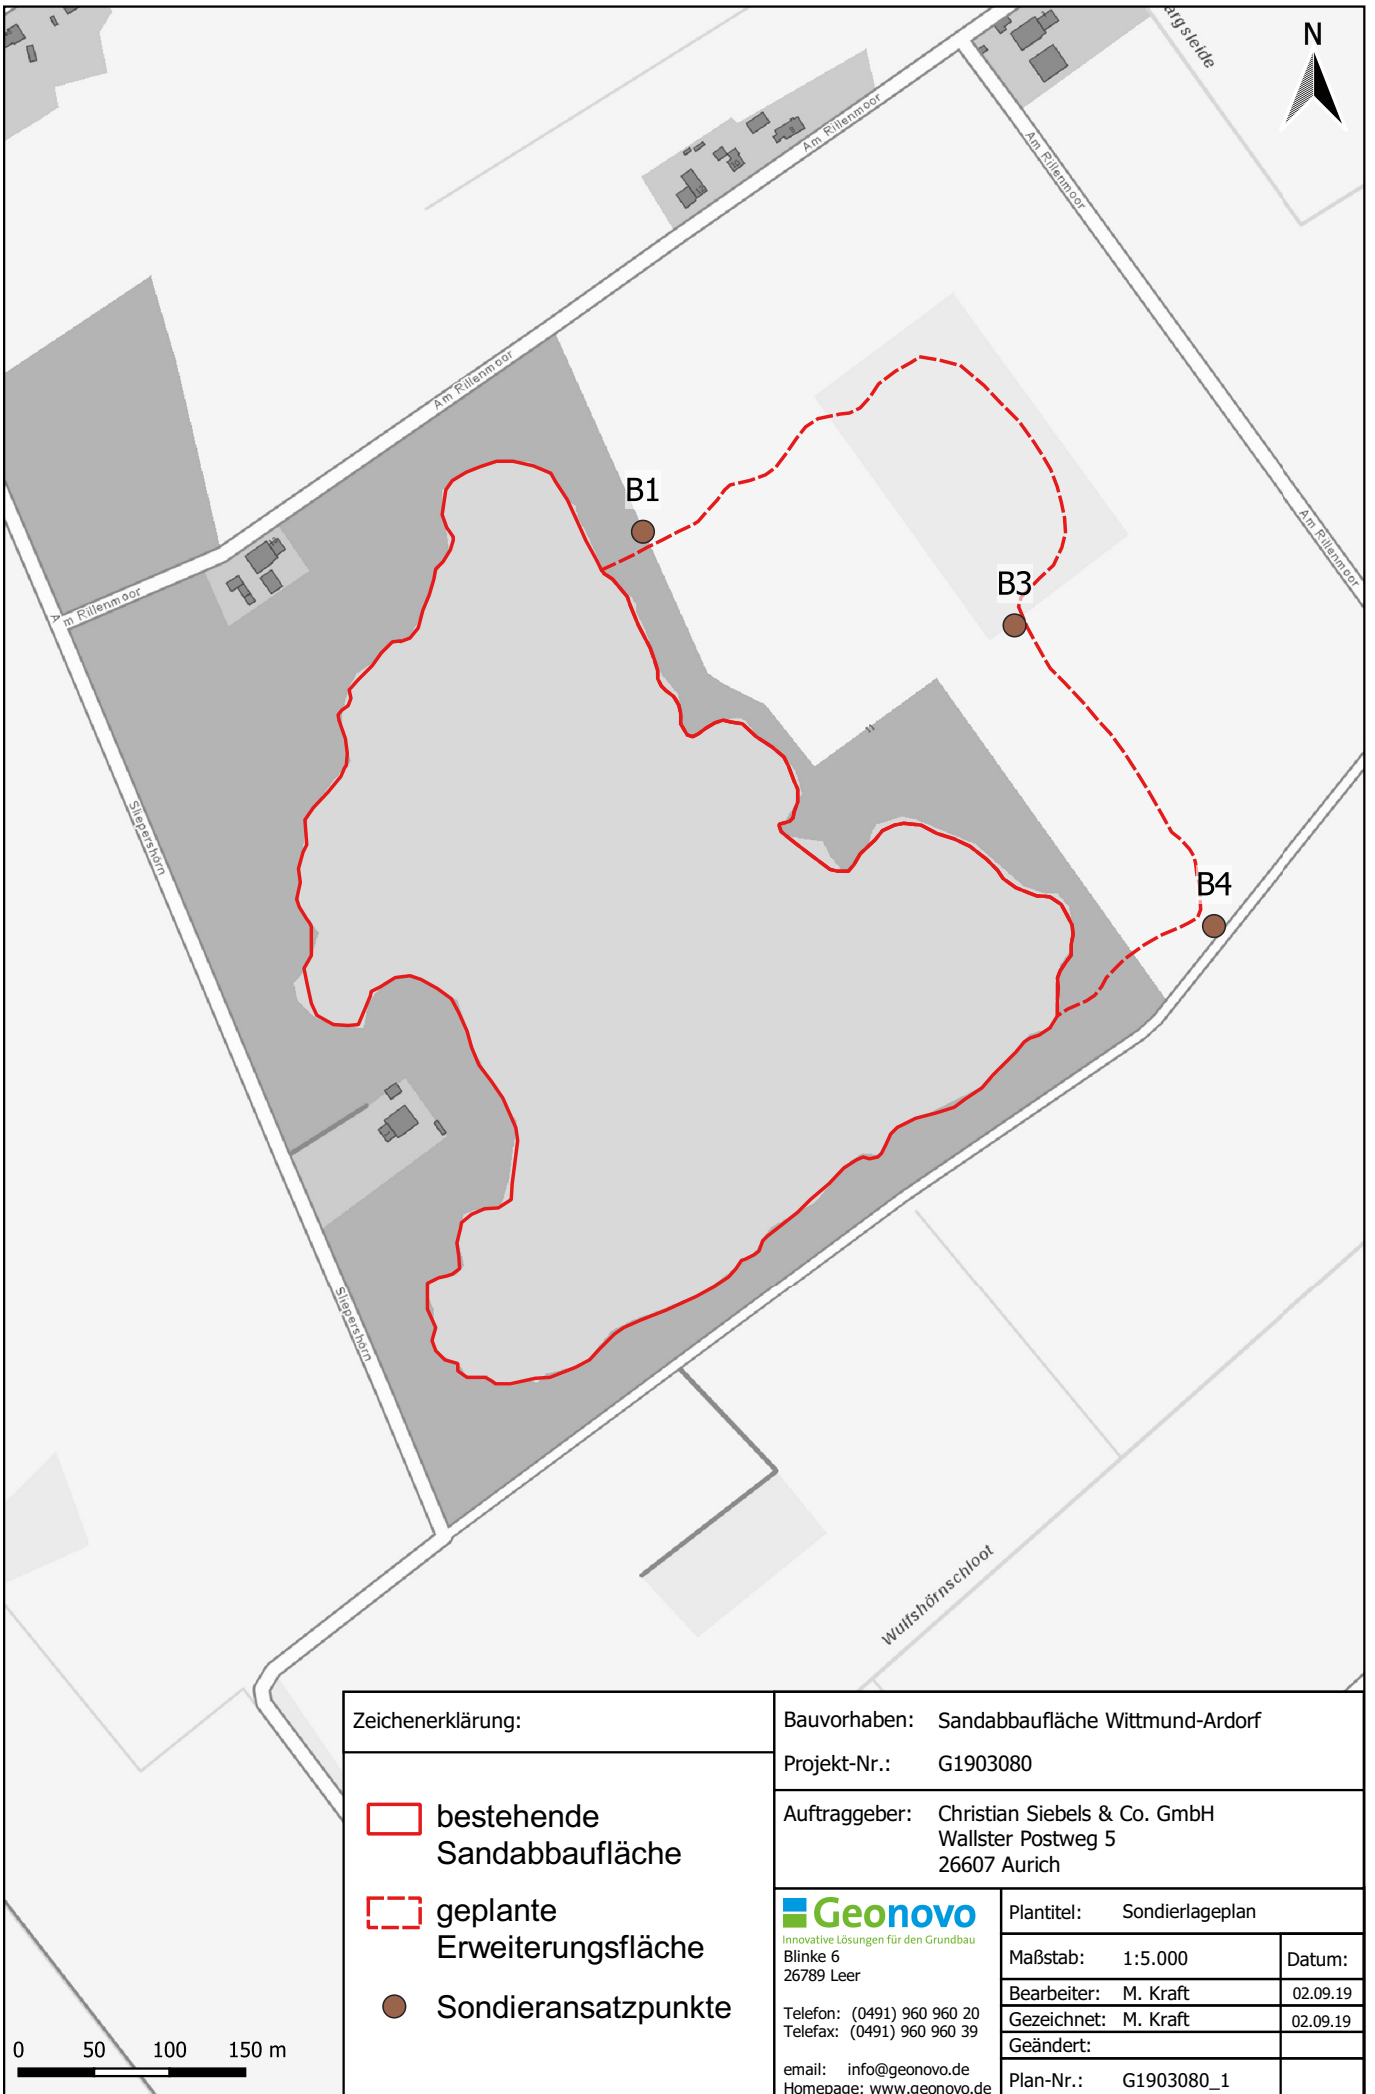 N
argsleide
Am Rillenmoor
Am Rillenmoor
Am Rillenmoor
Am Rillenmoor
Am Rillenmoor
B1
B3
B4
11
Sliepershörn
Sliepershörn
Wulfshörnschloot
0 50 100 150 m
Zeichenerklärung:
bestehende
Sandabbaufläche
geplante
Erweiterungsfläche
Sondieransatzpunkte
Bauvorhaben: Sandabbaufläche Wittmund-Ardorf
Projekt-Nr.: G1903080
Auftraggeber: Christian Siebels & Co. GmbH
Wallster Postweg 5
26607 Aurich
Geonovo
Innovative Lösungen für den Grundbau
Blinke 6
26789 Leer
Telefon: (0491) 960 960 20
Telefax: (0491) 960 960 39
email: info@geonovo.de
Homepage: www.geonovo.de
Plantitel: Sondierlageplan
Maßstab: 1:5.000 Datum:
Bearbeiter: M. Kraft 02.09.19
Gezeichnet: M. Kraft 02.09.19
Geändert:
Plan-Nr.: G1903080_1